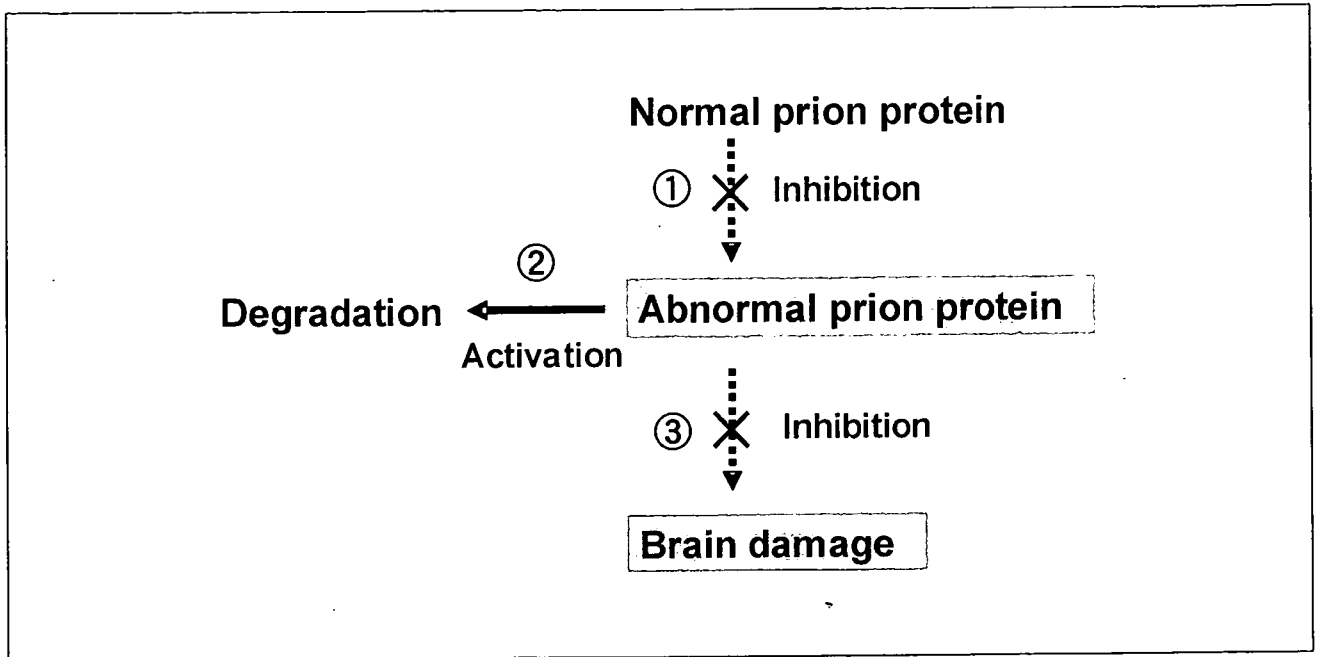 Normal prion protein
① Inhibition
②
Degradation
Abnormal prion protein
Activation
③ Inhibition
Brain damage